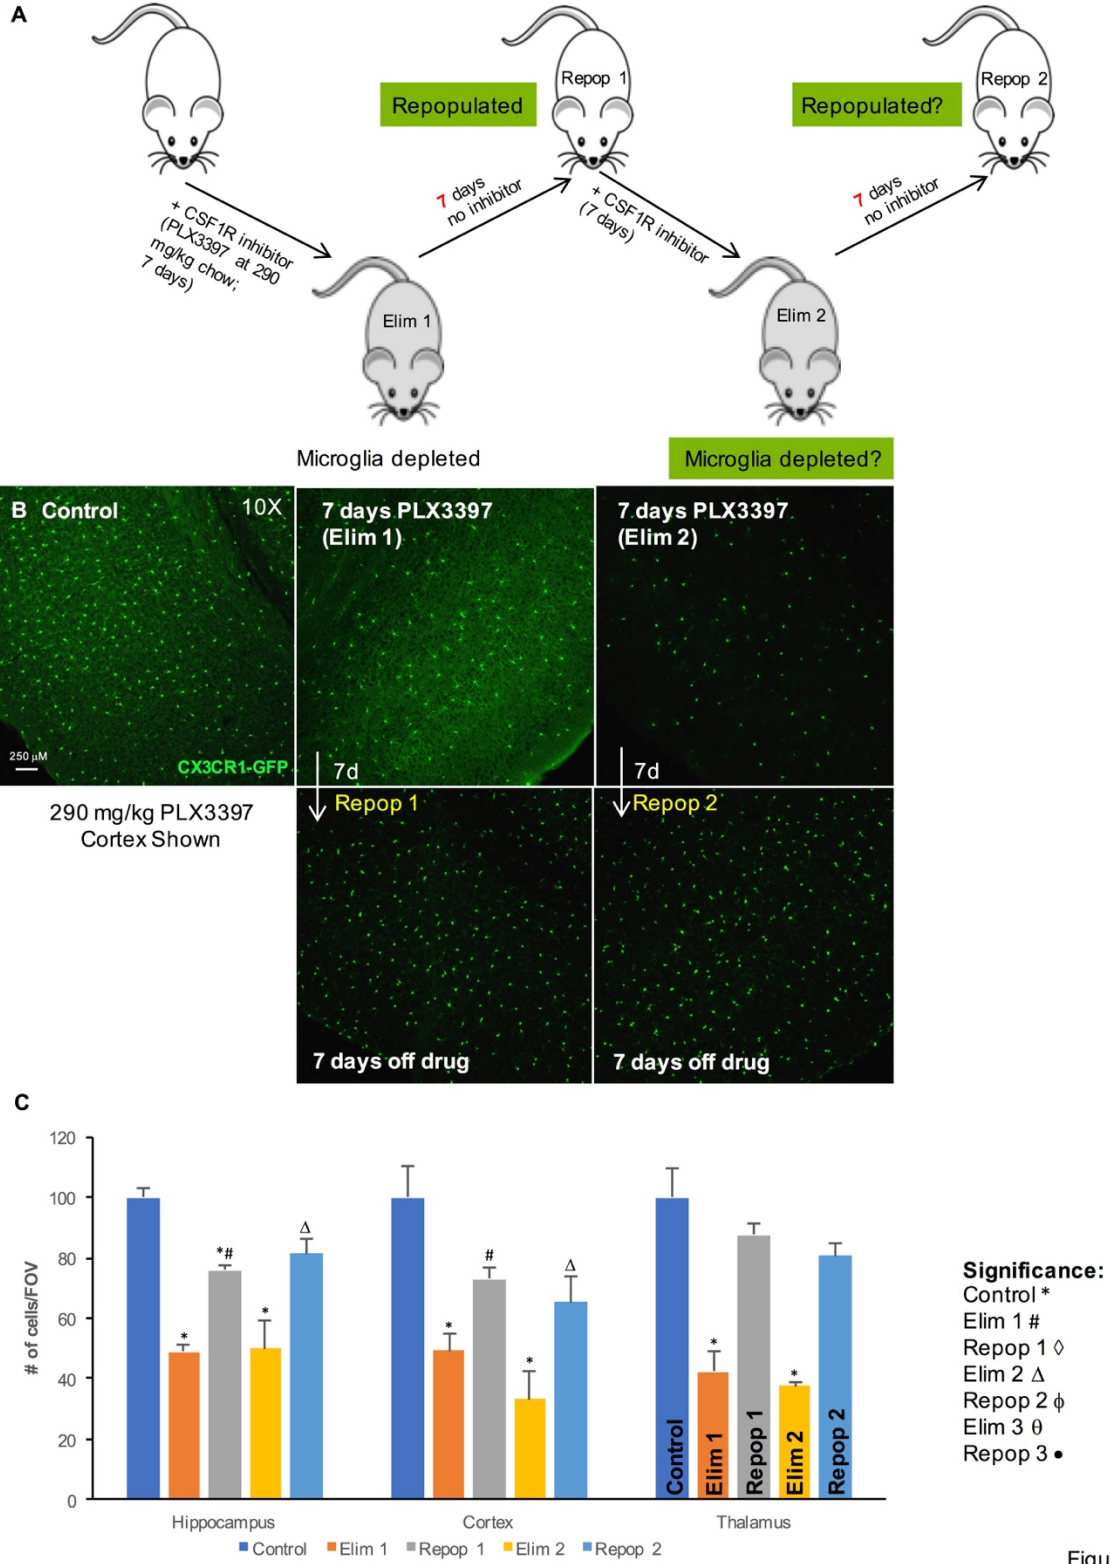 A
Repopulated
Repop 1
Repopulated?
Repop 2
+ CSF1R inhibitor
(PLX3397 at 290
mg/kg chow;
7 days)
7 days
no inhibitor
+ CSF1R inhibitor
(7 days)
7 days
no inhibitor
Elim 1
Elim 2
Microglia depleted
Microglia depleted?
B Control
10X
250 μM
CX3CR1-GFP
7 days PLX3397
(Elim 1)
7d
7 days PLX3397
(Elim 2)
7d
290 mg/kg PLX3397
Cortex Shown
Repop 1
7 days off drug
Repop 2
7 days off drug
C
# of cells/FOV
120
100
80
60
40
20
0
*
*#
*
Δ
*
#
*
Δ
*
*
Control
Elim 1
Repop 1
Elim 2
Repop 2
Hippocampus
Cortex
Thalamus
Control Elim 1 Repop 1 Elim 2 Repop 2
Significance:
Control *
Elim 1 #
Repop 1 ◊
Elim 2 Δ
Repop 2 ϕ
Elim 3 θ
Repop 3 •
Figu